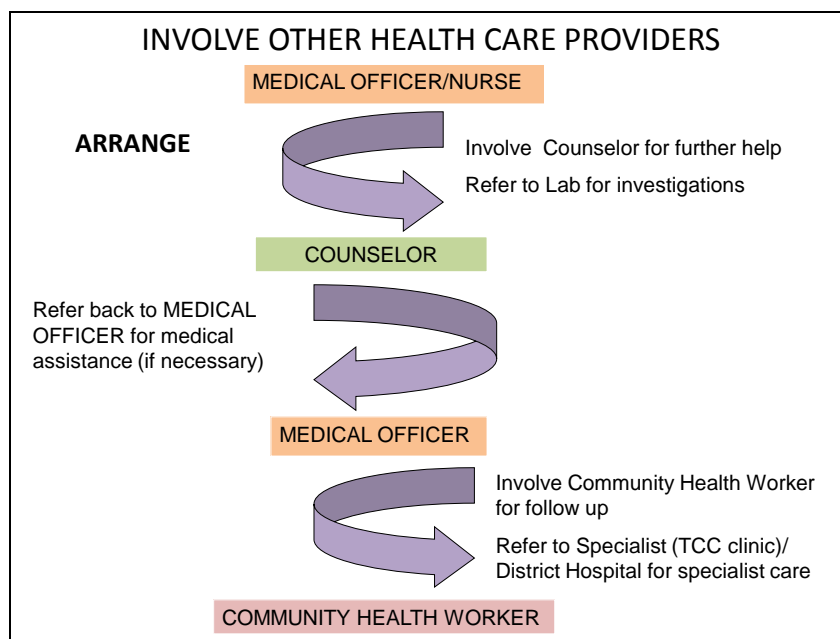 INVOLVE OTHER HEALTH CARE PROVIDERS
MEDICAL OFFICER/NURSE
ARRANGE
Involve Counselor for further help
Refer to Lab for investigations
COUNSELOR
Refer back to MEDICAL
OFFICER for medical
assistance (if necessary)
MEDICAL OFFICER
Involve Community Health Worker
for follow up
Refer to Specialist (TCC clinic)/
District Hospital for specialist care
COMMUNITY HEALTH WORKER